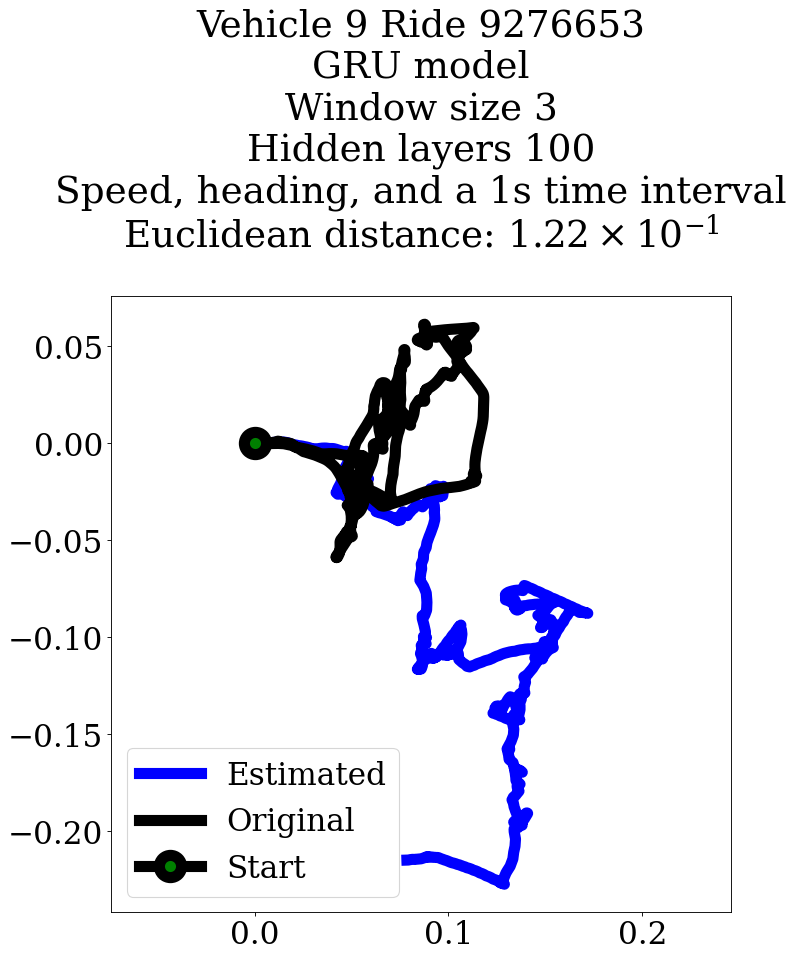 Vehicle 9 Ride 9276653
GRU model
Window size 3
Hidden layers 100
Speed, heading, and a 1s time interval
Euclidean distance: 1.22 × 10⁻¹
0.05
0.00
−0.05
−0.10
−0.15
−0.20
Estimated
Original
Start
0.0 0.1 0.2